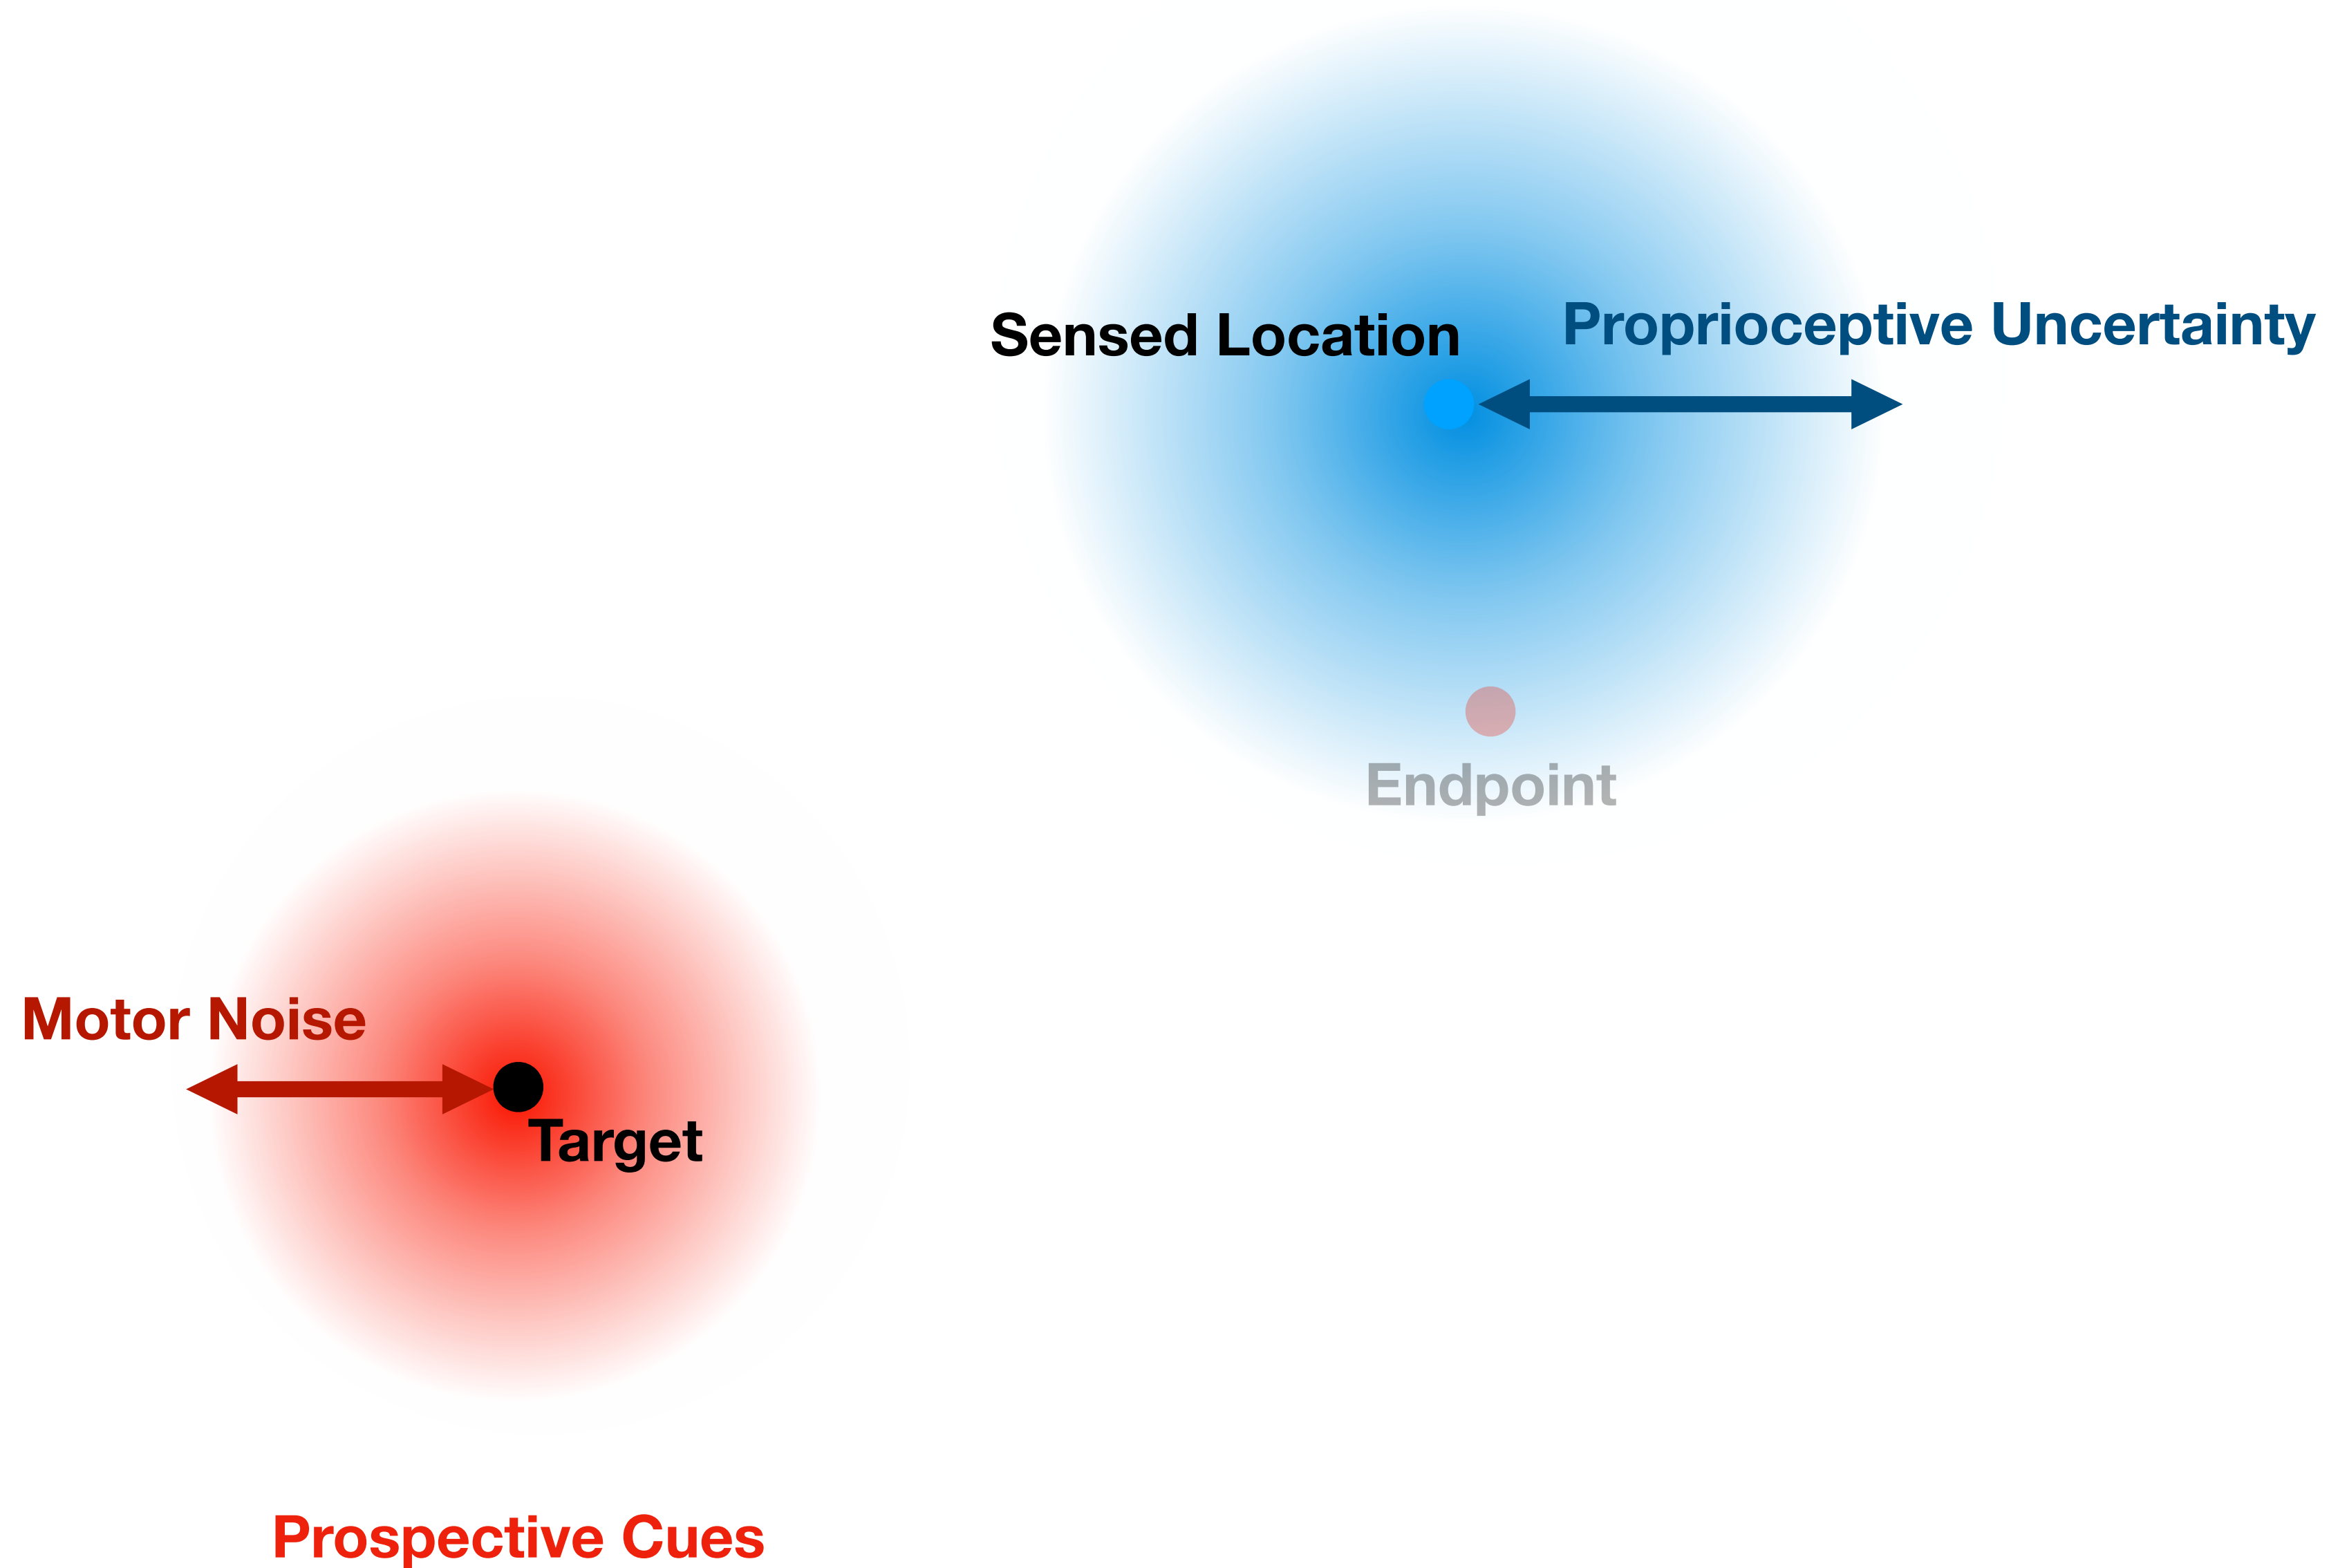 Sensed Location
Proprioceptive Uncertainty
Endpoint
Motor Noise
Target
Prospective Cues